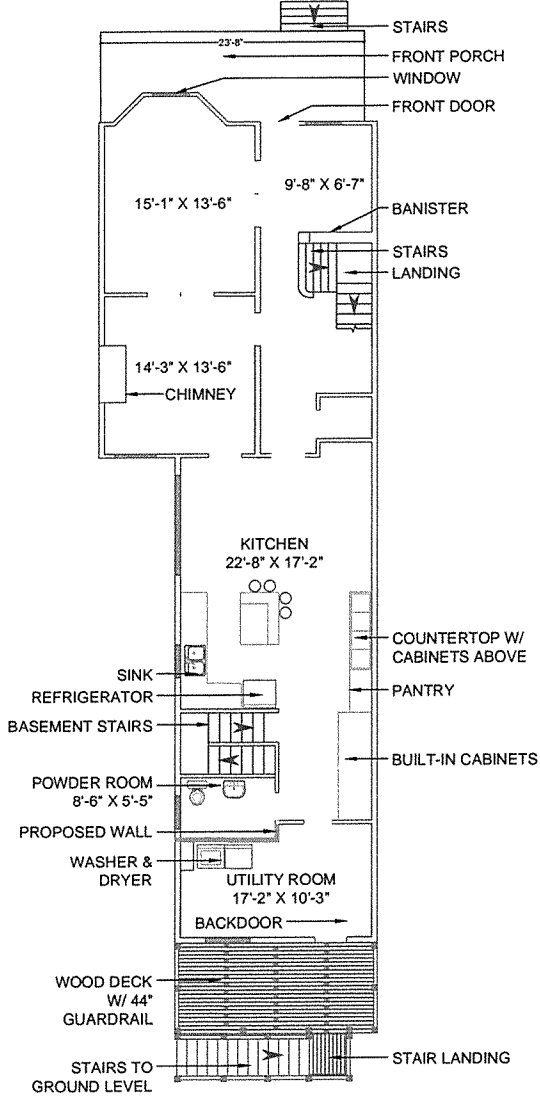 STAIRS
23'-8"
FRONT PORCH
WINDOW
FRONT DOOR
15'-1" X 13'-6"
9'-8" X 6'-7"
BANISTER
STAIRS
LANDING
14'-3" X 13'-6"
CHIMNEY
KITCHEN
22'-8" X 17'-2"
COUNTERTOP W/
CABINETS ABOVE
SINK
REFRIGERATOR
PANTRY
BASEMENT STAIRS
BUILT-IN CABINETS
POWDER ROOM
8'-6" X 5'-5"
PROPOSED WALL
WASHER &
DRYER
UTILITY ROOM
17'-2" X 10'-3"
BACKDOOR
WOOD DECK
W/ 44"
GUARDRAIL
STAIR LANDING
STAIRS TO
GROUND LEVEL